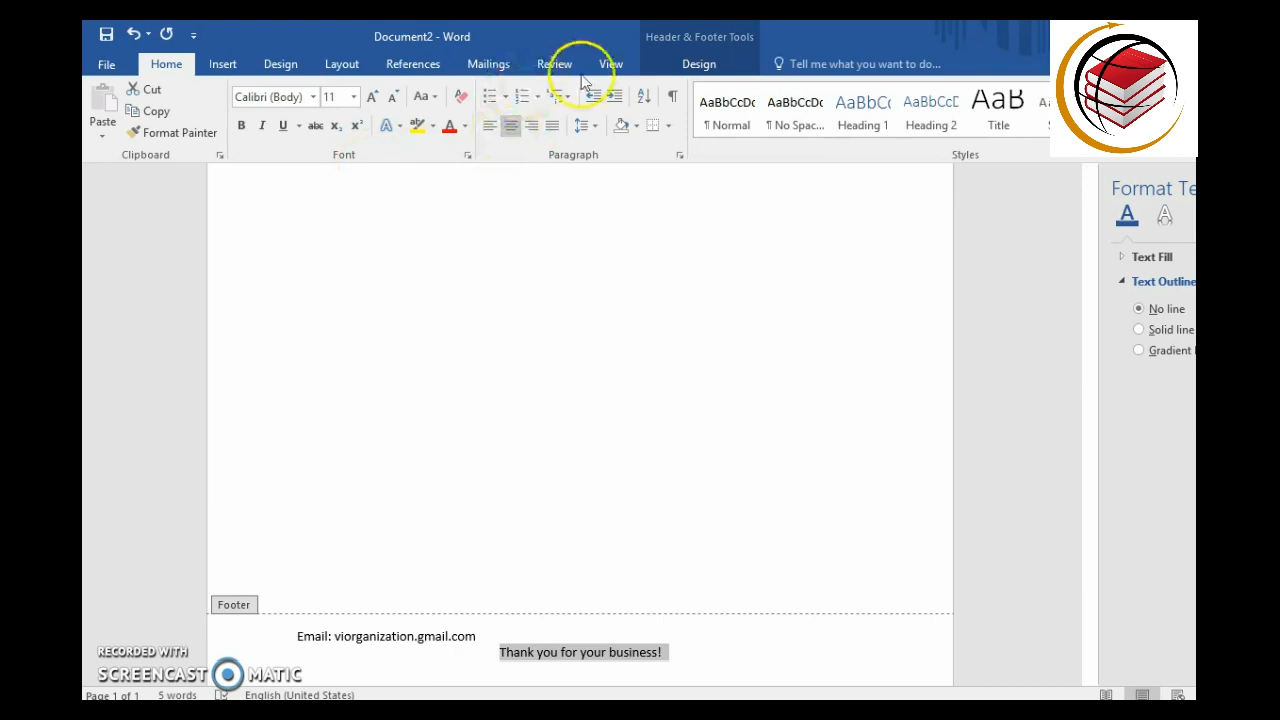 Document2 - Word
Header & Footer Tools
File Home Insert Design Layout References Mailings Review View Design Tell me what you want to do...
Paste
Cut
Copy
Format Painter
Clipboard
Calibri (Body) 11
Font
Paragraph
AaBbCcDc AaBbCcDc AaBbCc AaBbCcE AaB
¶ Normal ¶ No Spac... Heading 1 Heading 2 Title
Styles
Format Te
Text Fill
Text Outline
No line
Solid line
Gradient
Footer
Email: viorganization.gmail.com
Thank you for your business!
RECORDED WITH
SCREENCAST MATIC
Page 1 of 1 5 words English (United States)